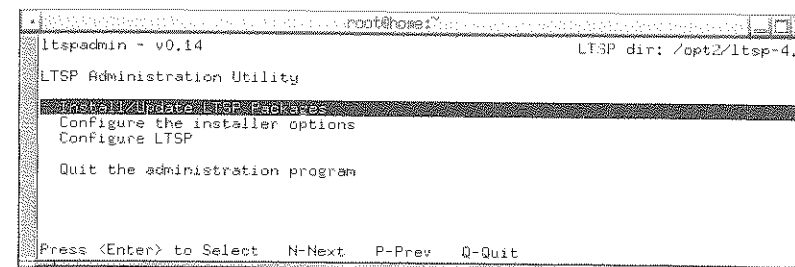 root@home:~
ltspadmin - v0.14 LTSP dir: /opt2/ltsp-4.
LTSP Administration Utility
Install/Update LTSP Packages
Configure the installer options
Configure LTSP
Quit the administration program
Press <Enter> to Select N-Next P-Prev Q-Quit